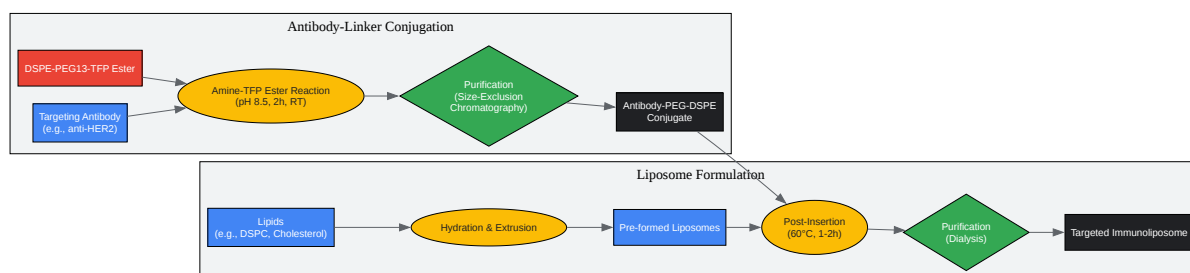 Antibody-Linker Conjugation
DSPE-PEG13-TFP Ester
Targeting Antibody
(e.g., anti-HER2)
Amine-TFP Ester Reaction
(pH 8.5, 2h, RT)
Purification
(Size-Exclusion
Chromatography)
Antibody-PEG-DSPE
Conjugate
Liposome Formulation
Lipids
(e.g., DSPC, Cholesterol)
Hydration & Extrusion
Pre-formed Liposomes
Post-Insertion
(60°C, 1-2h)
Purification
(Dialysis)
Targeted Immunoliposome